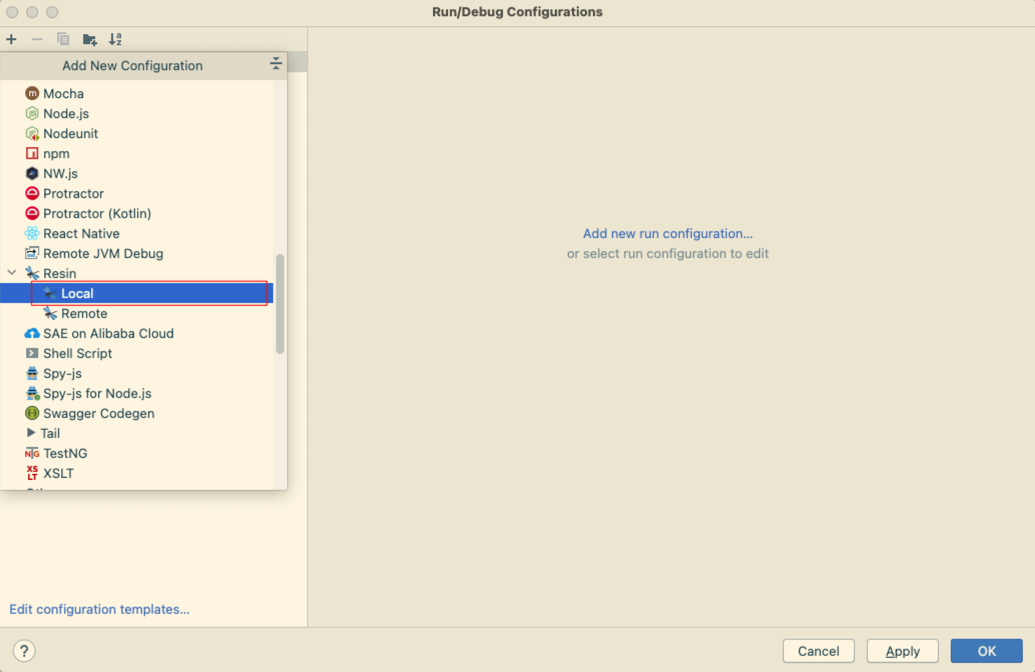 Run/Debug Configurations
Add New Configuration
Mocha
Node.js
Nodeunit
npm
NW.js
Protractor
Protractor (Kotlin)
React Native
Remote JVM Debug
Resin
Local
Remote
SAE on Alibaba Cloud
Shell Script
Spy-js
Spy-js for Node.js
Swagger Codegen
Tail
TestNG
XSLT
Add new run configuration...
or select run configuration to edit
Edit configuration templates...
?
Cancel
Apply
OK